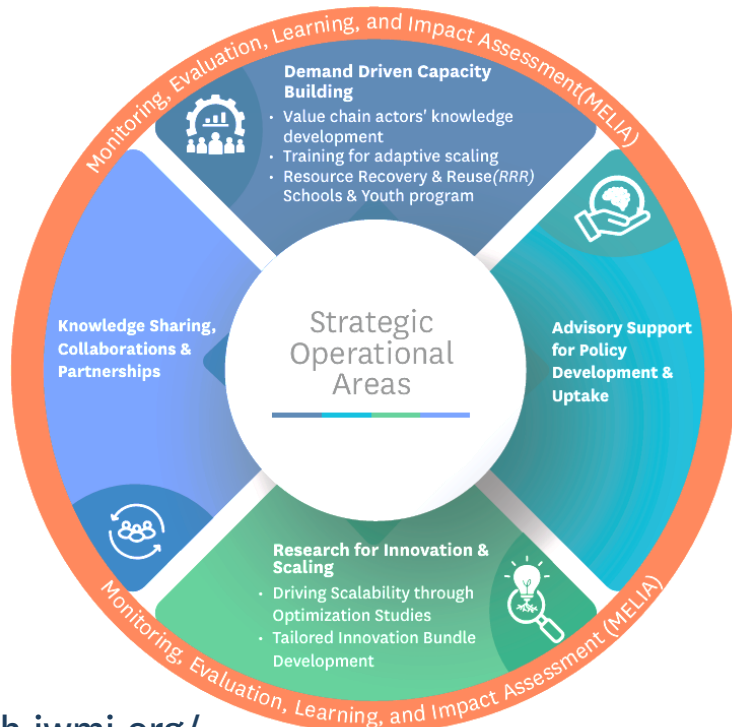 Monitoring, Evaluation, Learning, and Impact Assessment(MELIA)
Demand Driven Capacity
Building
· Value chain actors' knowledge
development
· Training for adaptive scaling
· Resource Recovery & Reuse(RRR)
Schools & Youth program
Knowledge Sharing,
Collaborations &
Partnerships
Strategic
Operational
Areas
Advisory Support
for Policy
Development &
Uptake
Research for Innovation &
Scaling
· Driving Scalability through
Optimization Studies
· Tailored Innovation Bundle
Development
Monitoring, Evaluation, Learning, and Impact Assessment (MELIA)
h.iwmi.org/